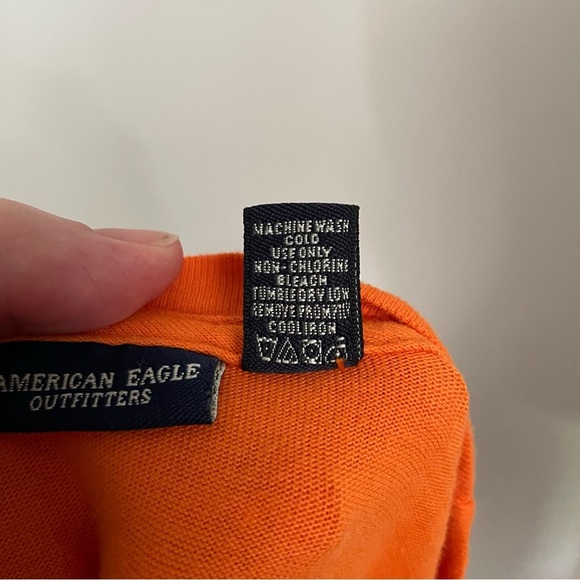 MACHINE WASH
COLD
USE ONLY
NON-CHLORINE
BLEACH
TUMBLE DRY LOW
REMOVE PROMPTLY
COOL IRON
AMERICAN EAGLE
OUTFITTERS